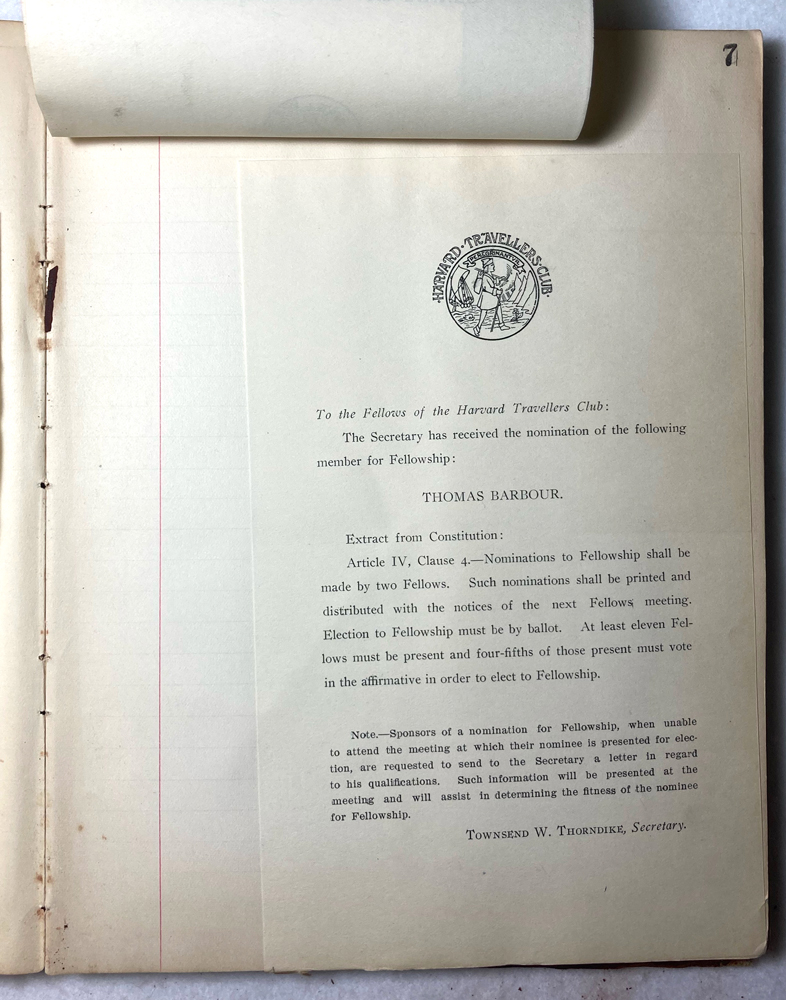 7
·HARVARD·TRAVELLERS·CLUB·
To the Fellows of the Harvard Travellers Club:
The Secretary has received the nomination of the following
member for Fellowship:
THOMAS BARBOUR.
Extract from Constitution:
Article IV, Clause 4.—Nominations to Fellowship shall be
made by two Fellows. Such nominations shall be printed and
distributed with the notices of the next Fellows' meeting.
Election to Fellowship must be by ballot. At least eleven Fel-
lows must be present and four-fifths of those present must vote
in the affirmative in order to elect to Fellowship.
Note.—Sponsors of a nomination for Fellowship, when unable
to attend the meeting at which their nominee is presented for elec-
tion, are requested to send to the Secretary a letter in regard
to his qualifications. Such information will be presented at the
meeting and will assist in determining the fitness of the nominee
for Fellowship.
TOWNSEND W. THORNDIKE, Secretary.